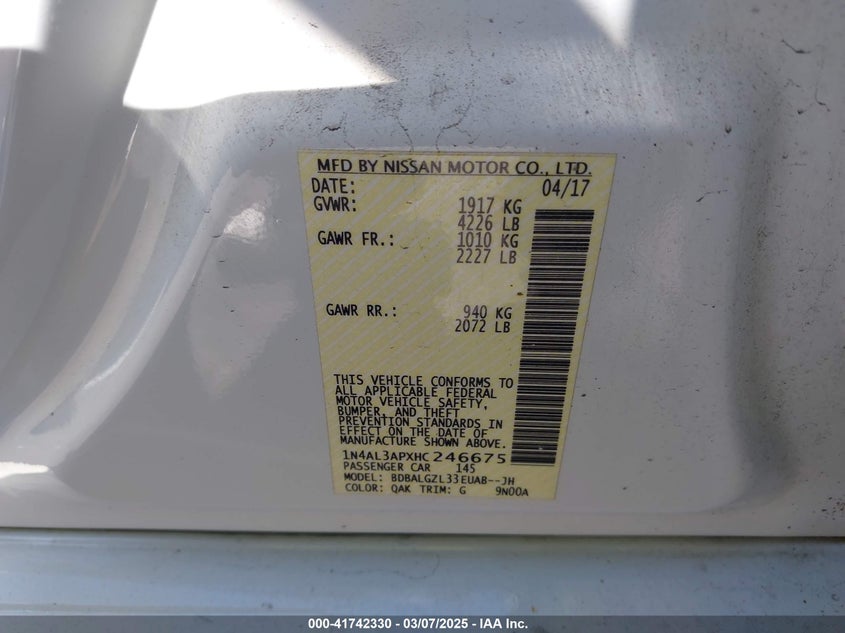 MFD BY NISSAN MOTOR CO., LTD.
DATE: 04/17
GVWR: 1917 KG
4226 LB
GAWR FR.: 1010 KG
2227 LB
GAWR RR.: 940 KG
2072 LB
THIS VEHICLE CONFORMS TO
ALL APPLICABLE FEDERAL
MOTOR VEHICLE SAFETY,
BUMPER, AND THEFT
PREVENTION STANDARDS IN
EFFECT ON THE DATE OF
MANUFACTURE SHOWN ABOVE.
1N4AL3APXHC246675
PASSENGER CAR 145
MODEL: BDBALGZL33EUAB--JH
COLOR: QAK TRIM: G 9N00A
000-41742330 - 03/07/2025 - IAA Inc.